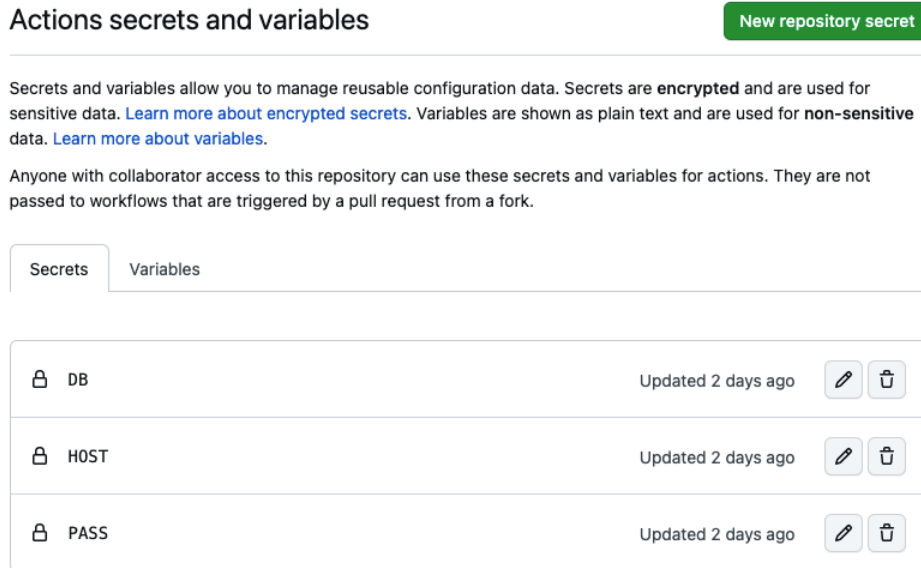 Actions secrets and variables
New repository secret
Secrets and variables allow you to manage reusable configuration data. Secrets are encrypted and are used for
sensitive data. Learn more about encrypted secrets. Variables are shown as plain text and are used for non-sensitive
data. Learn more about variables.
Anyone with collaborator access to this repository can use these secrets and variables for actions. They are not
passed to workflows that are triggered by a pull request from a fork.
Secrets Variables
DB Updated 2 days ago
HOST Updated 2 days ago
PASS Updated 2 days ago